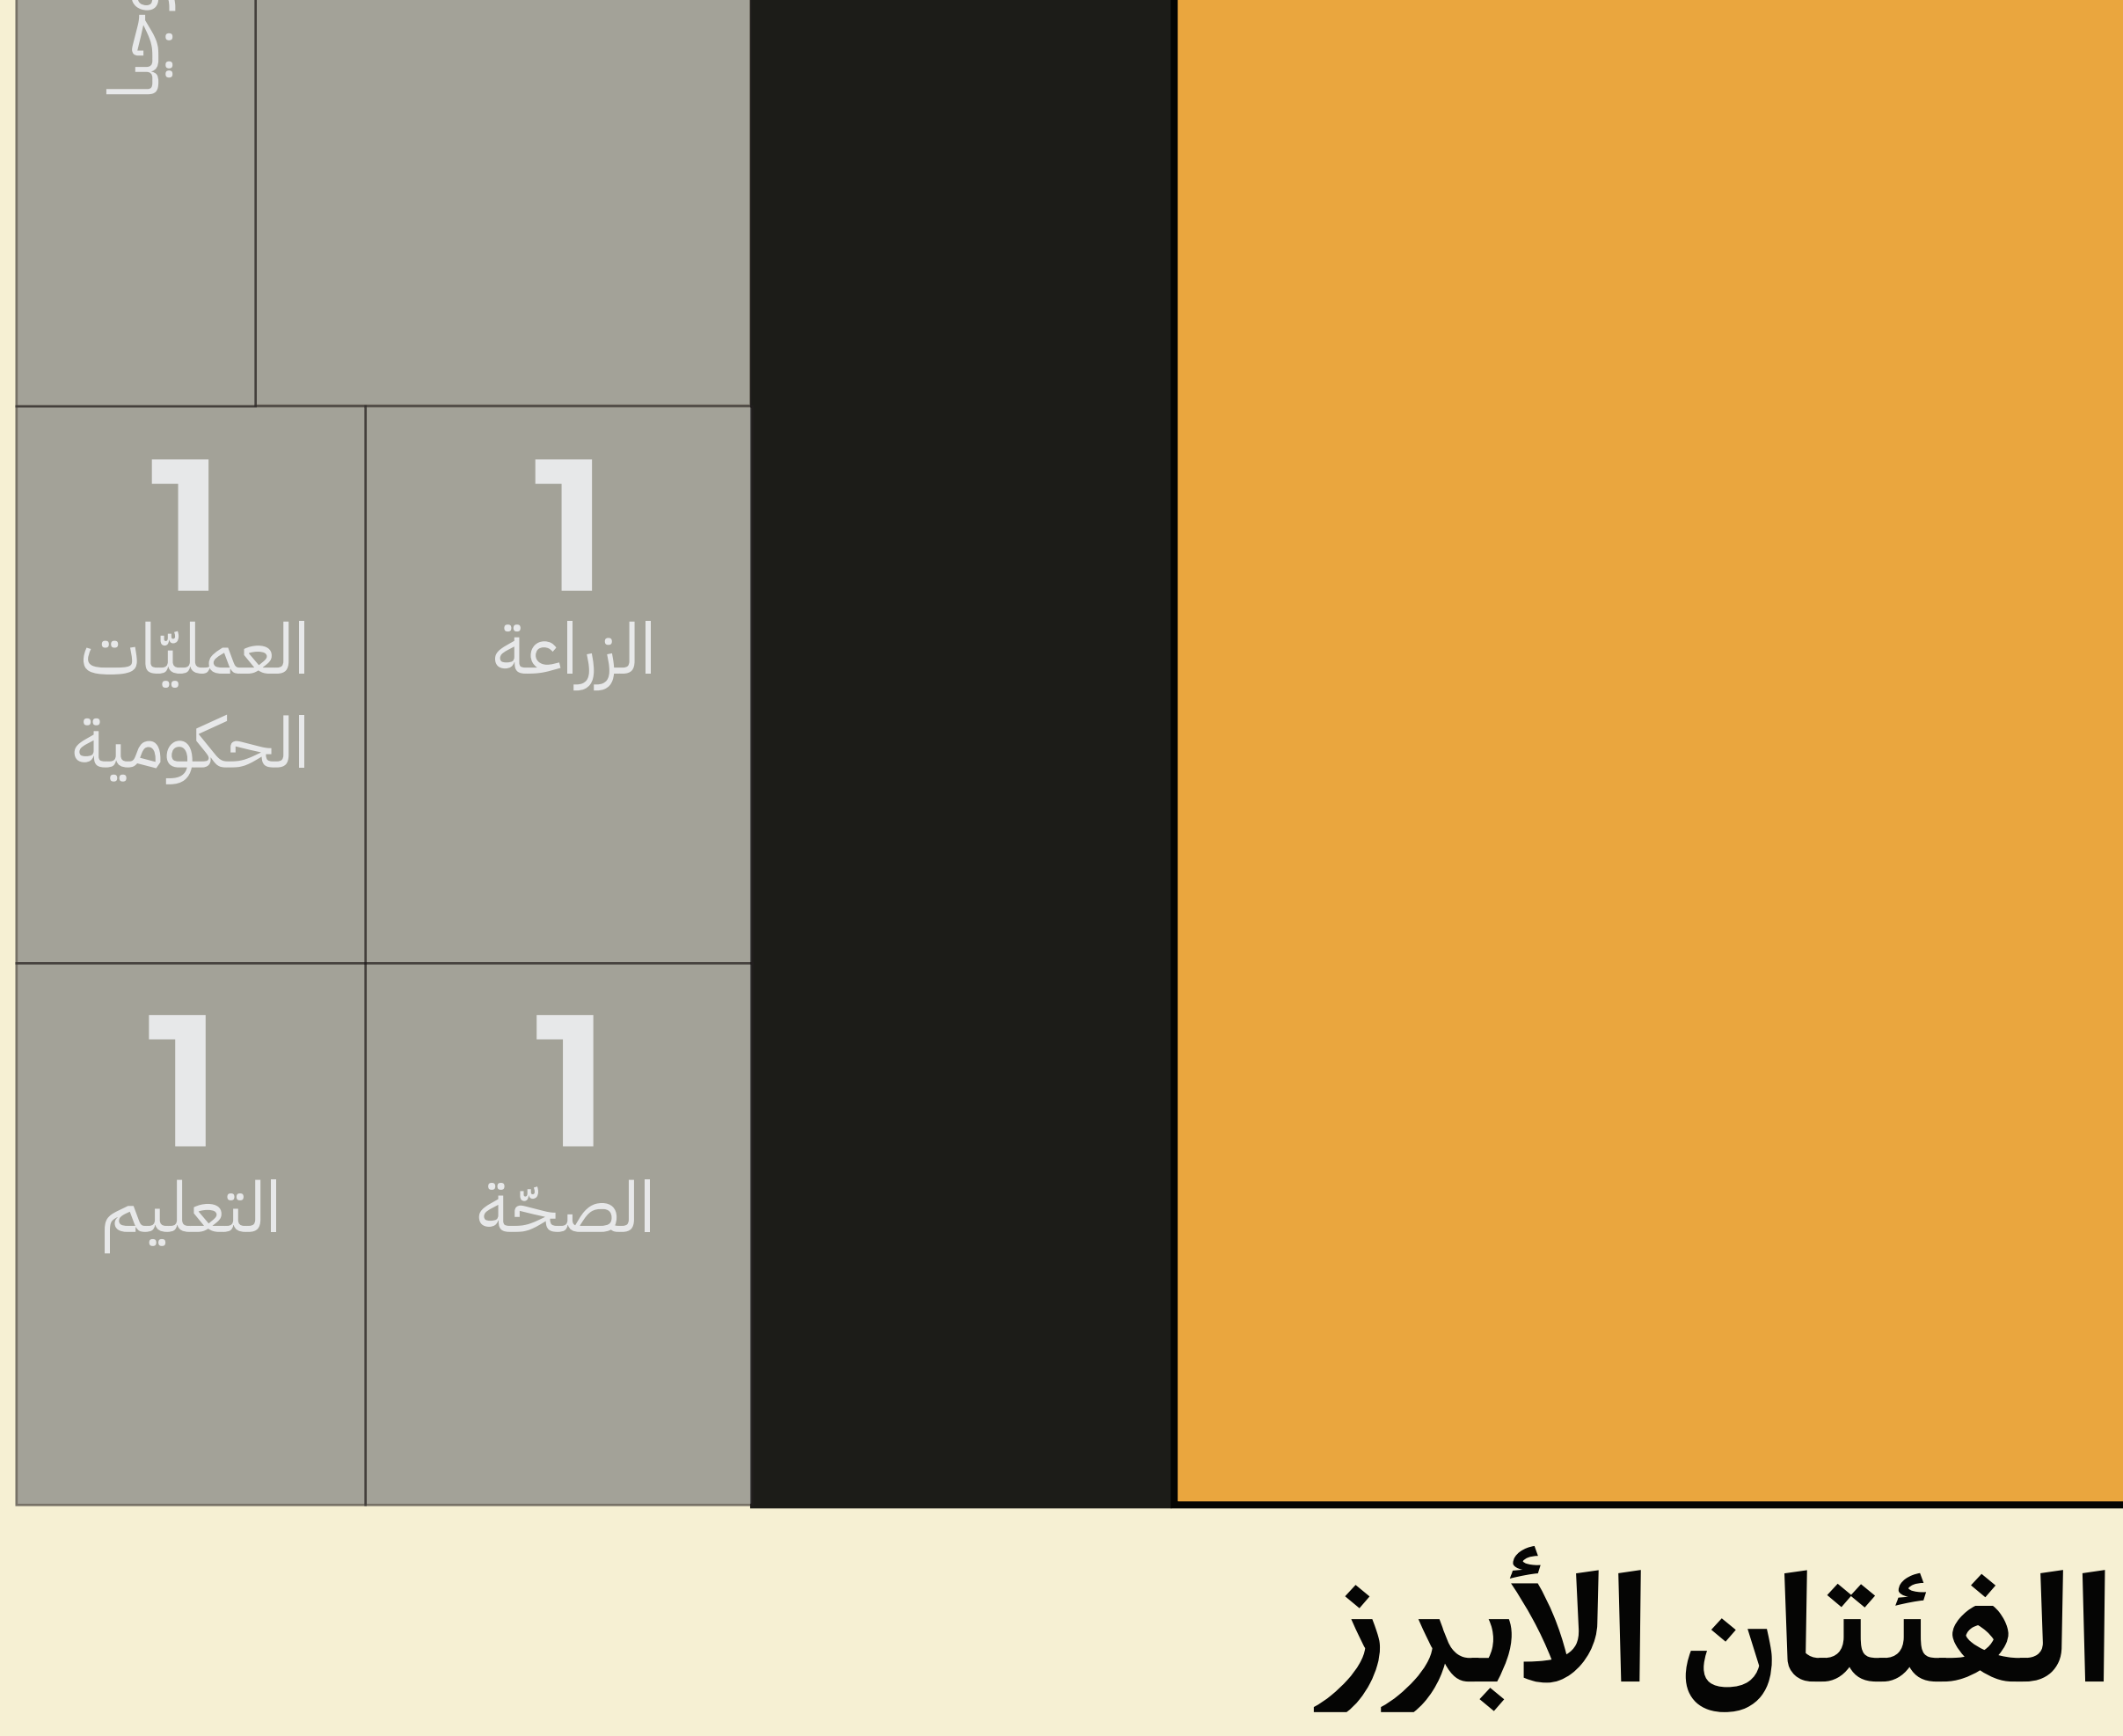 1
الزراعة
1
العمليّات
الحكومية
1
الصحّة
1
التعليم
الفئتان الأبرز